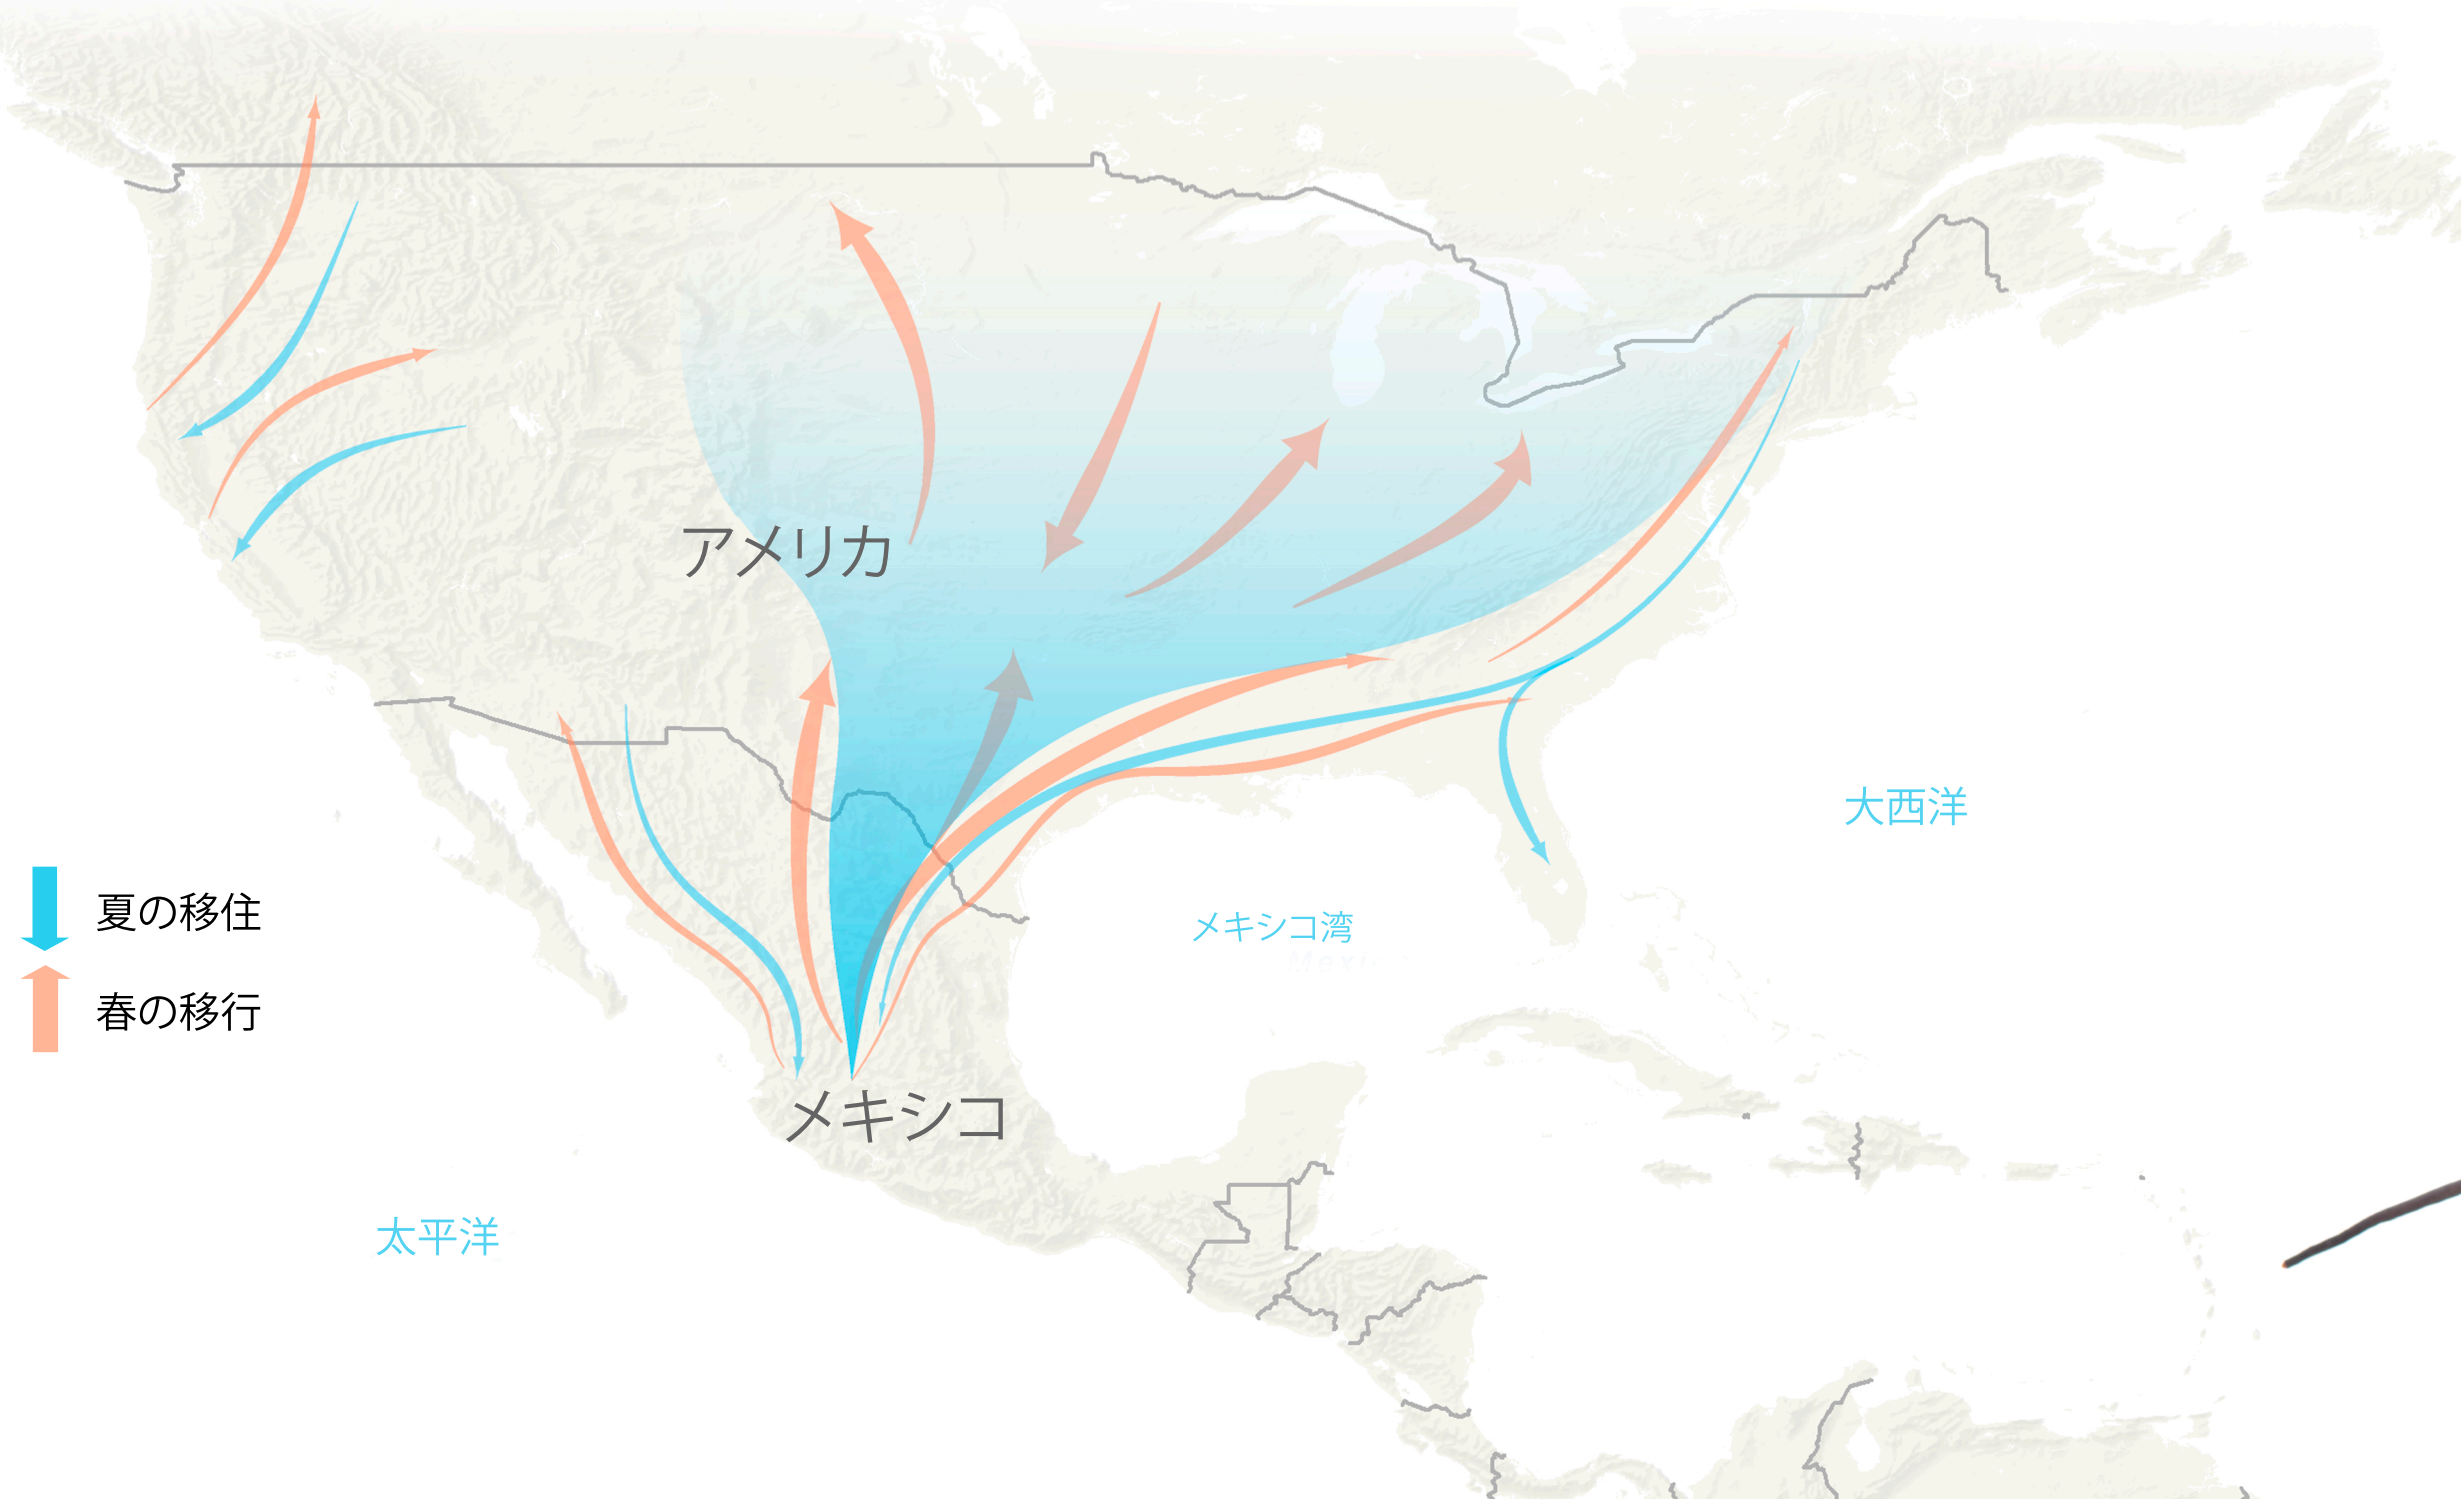 アメリカ
大西洋
夏の移住
メキシコ湾
春の移行
メキシコ
太平洋